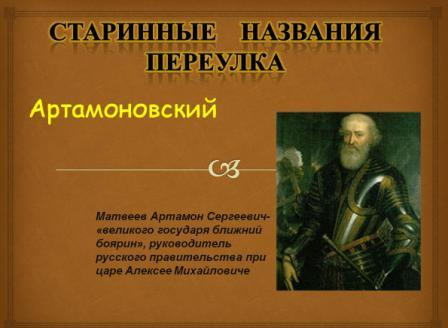 СТАРИННЫЕ НАЗВАНИЯ
ПЕРЕУЛКА
Артамоновский
Матвеев Артамон Сергеевич-
«великого государя ближний
боярин», руководитель
русского правительства при
царе Алексее Михайловиче